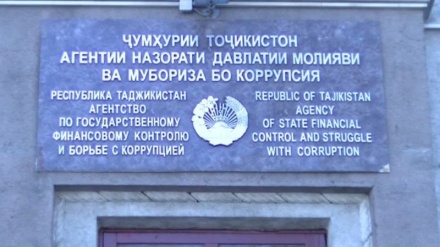 ҶУМҲУРИИ ТОҶИКИСТОН
АГЕНТИИ НАЗОРАТИ ДАВЛАТИИ МОЛИЯВИ
ВА МУБОРИЗА БО КОРРУПСИЯ
РЕСПУБЛИКА ТАДЖИКИСТАН
АГЕНТСТВО
ПО ГОСУДАРСТВЕННОМУ
ФИНАНСОВОМУ КОНТРОЛЮ
И БОРЬБЕ С КОРРУПЦИЕЙ
REPUBLIC OF TAJIKISTAN
AGENCY
OF STATE FINANCIAL
CONTROL AND STRUGGLE
WITH CORRUPTION